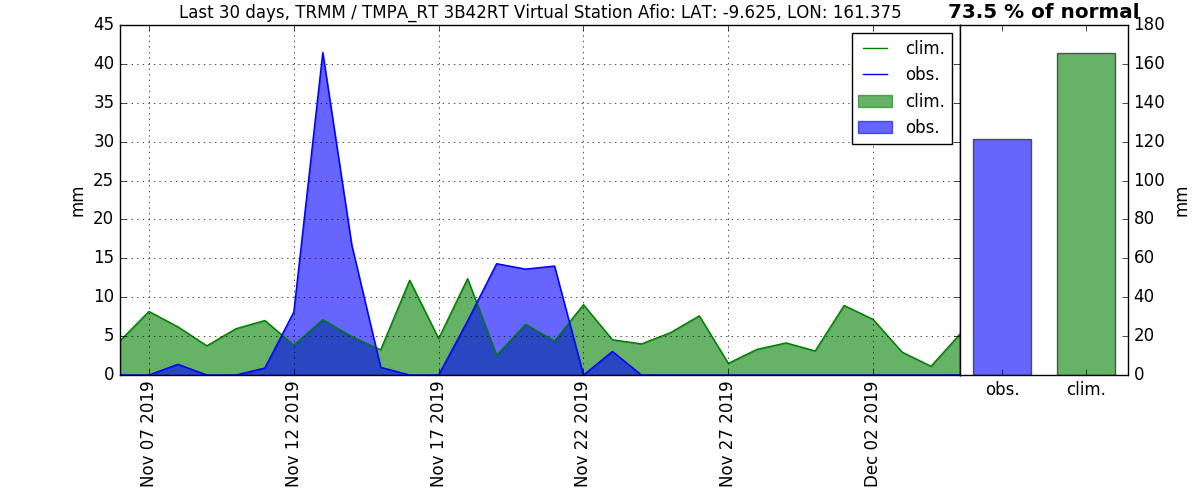 Last 30 days, TRMM / TMPA_RT 3B42RT Virtual Station Afio: LAT: -9.625, LON: 161.375
73.5 % of normal
45
40
35
30
25
20
15
10
5
0
mm
clim.
obs.
clim.
obs.
180
160
140
120
100
80
60
40
20
0
mm
Nov 07 2019
Nov 12 2019
Nov 17 2019
Nov 22 2019
Nov 27 2019
Dec 02 2019
obs.
clim.